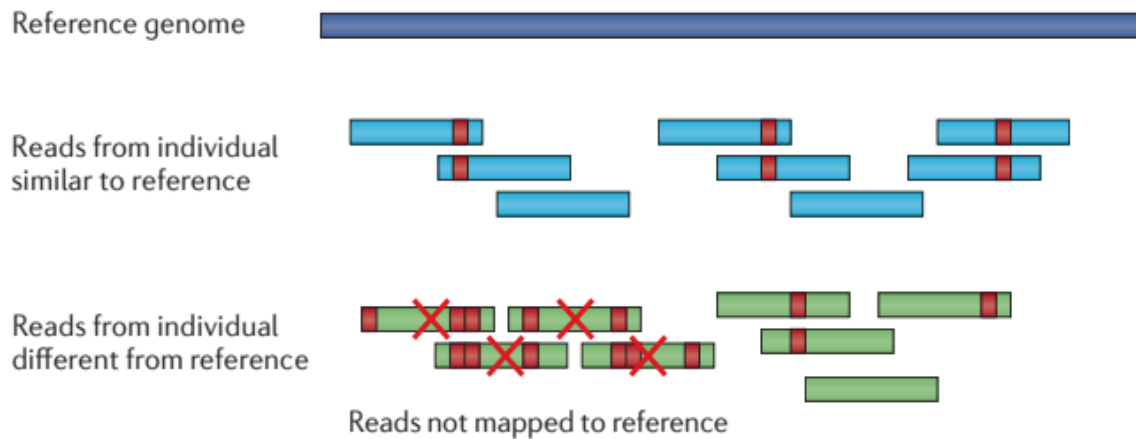 Reference genome
Reads from individual
similar to reference
Reads from individual
different from reference
Reads not mapped to reference